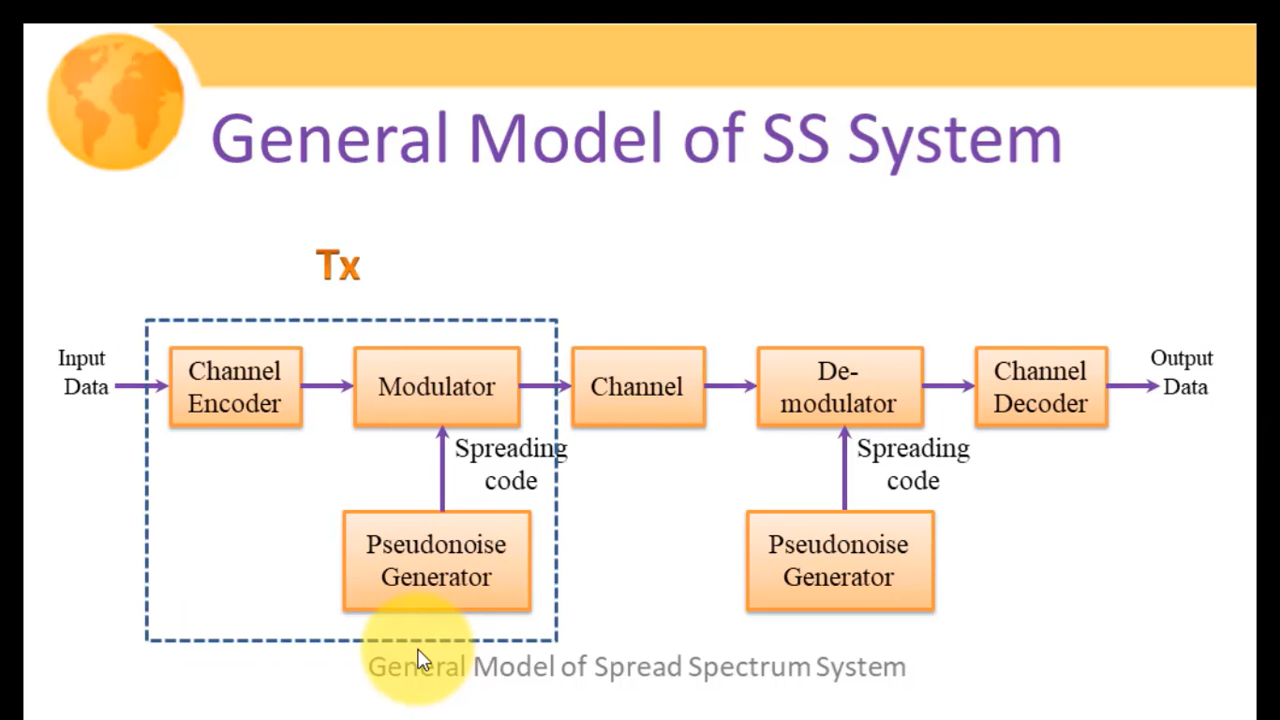 General Model of SS System
Tx
Input
Data
Channel
Encoder
Modulator
Channel
De-
modulator
Channel
Decoder
Output
Data
Spreading
code
Spreading
code
Pseudonoise
Generator
Pseudonoise
Generator
General Model of Spread Spectrum System